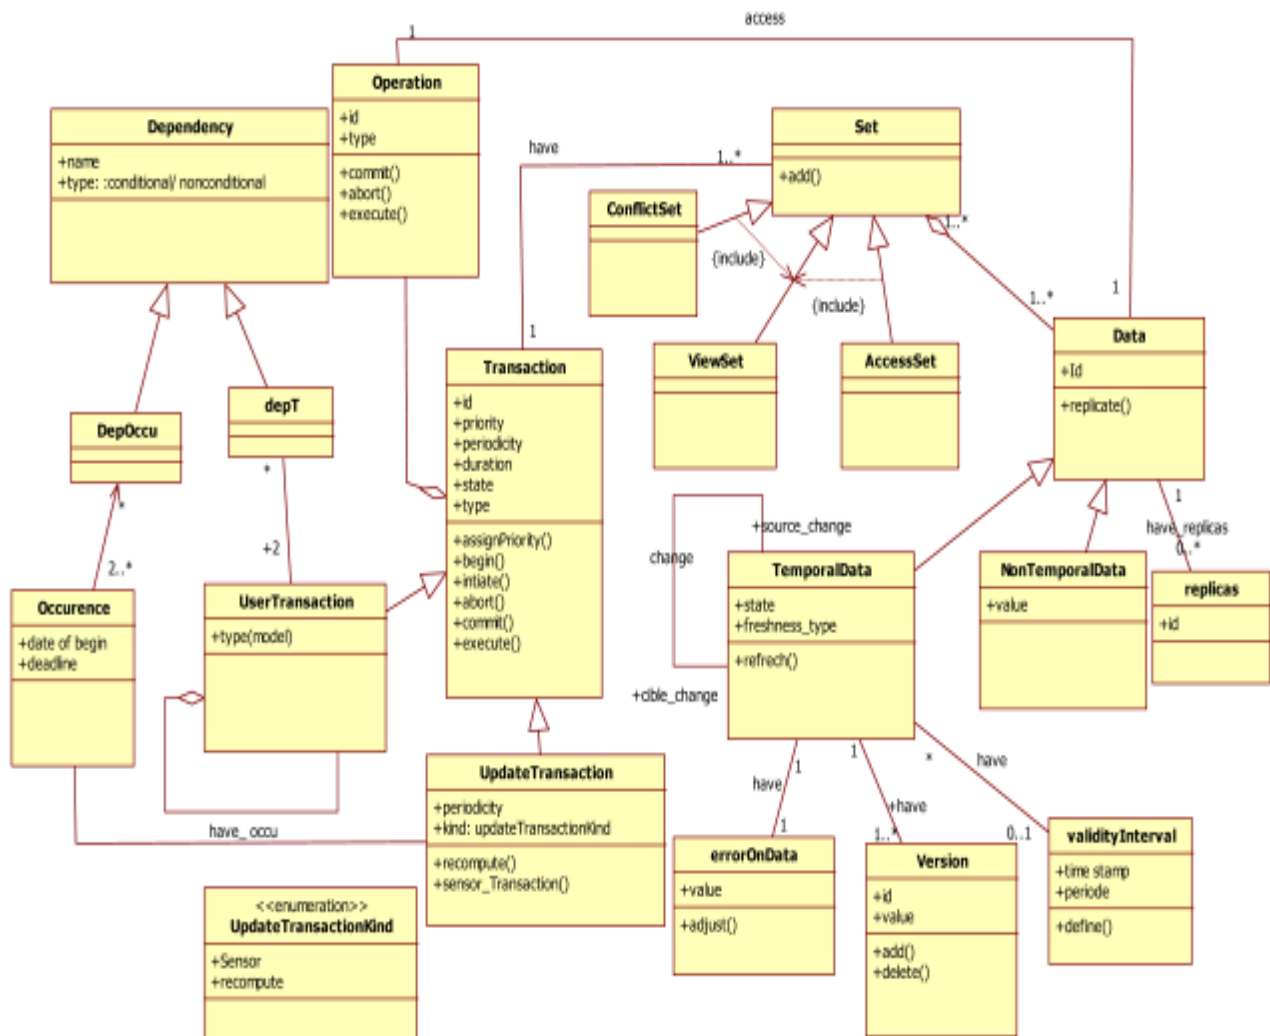 access
1
Operation
+id
+type
+commit()
+abort()
+execute()
Dependency
+name
+type: :conditional/ nonconditional
have
1..*
Set
+add()
ConflictSet
{include}
{include}
1..*
1..*
1
1
ViewSet
AccessSet
Data
+Id
+replicate()
Transaction
+id
+priority
+periodicity
+duration
+state
+type
+assignPriority()
+begin()
+intiate()
+abort()
+commit()
+execute()
depT
*
DepOccu
*
+2
2..*
Occurence
+date of begin
+deadline
UserTransaction
+type(model)
+source_change
change
+cible_change
TemporalData
+state
+freshness_type
+refrech()
1
have_replicas
0..*
NonTemporalData
+value
replicas
+id
UpdateTransaction
+periodicity
+kind: updateTransactionKind
+recompute()
+sensor_Transaction()
have_ occu
1
have
1
1
+have
1..*
*
have
0..1
errorOnData
+value
+adjust()
Version
+id
+value
+add()
+delete()
validityInterval
+time stamp
+periode
+define()
<<enumeration>>
UpdateTransactionKind
+Sensor
+recompute